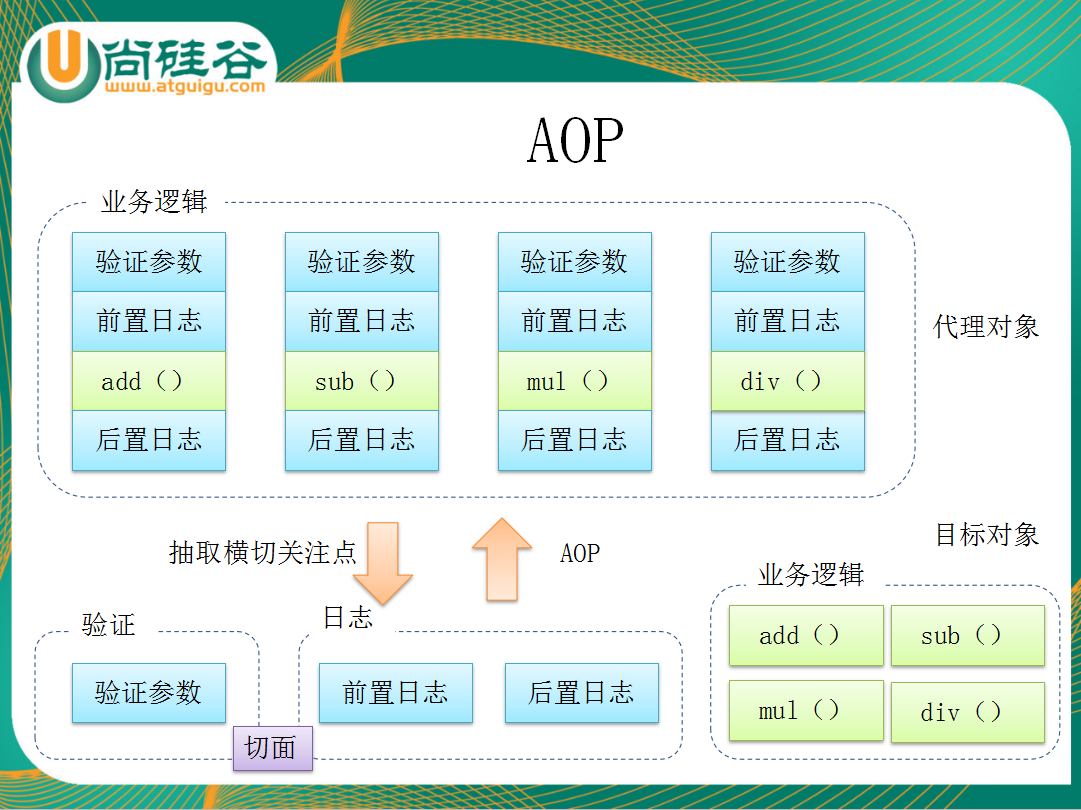 尚硅谷
www.atguigu.com
AOP
业务逻辑
验证参数 验证参数 验证参数 验证参数
前置日志 前置日志 前置日志 前置日志
add（） sub（） mul（） div（）
后置日志 后置日志 后置日志 后置日志
代理对象
抽取横切关注点
AOP
目标对象
业务逻辑
add（） sub（）
mul（） div（）
验证
验证参数
日志
前置日志 后置日志
切面